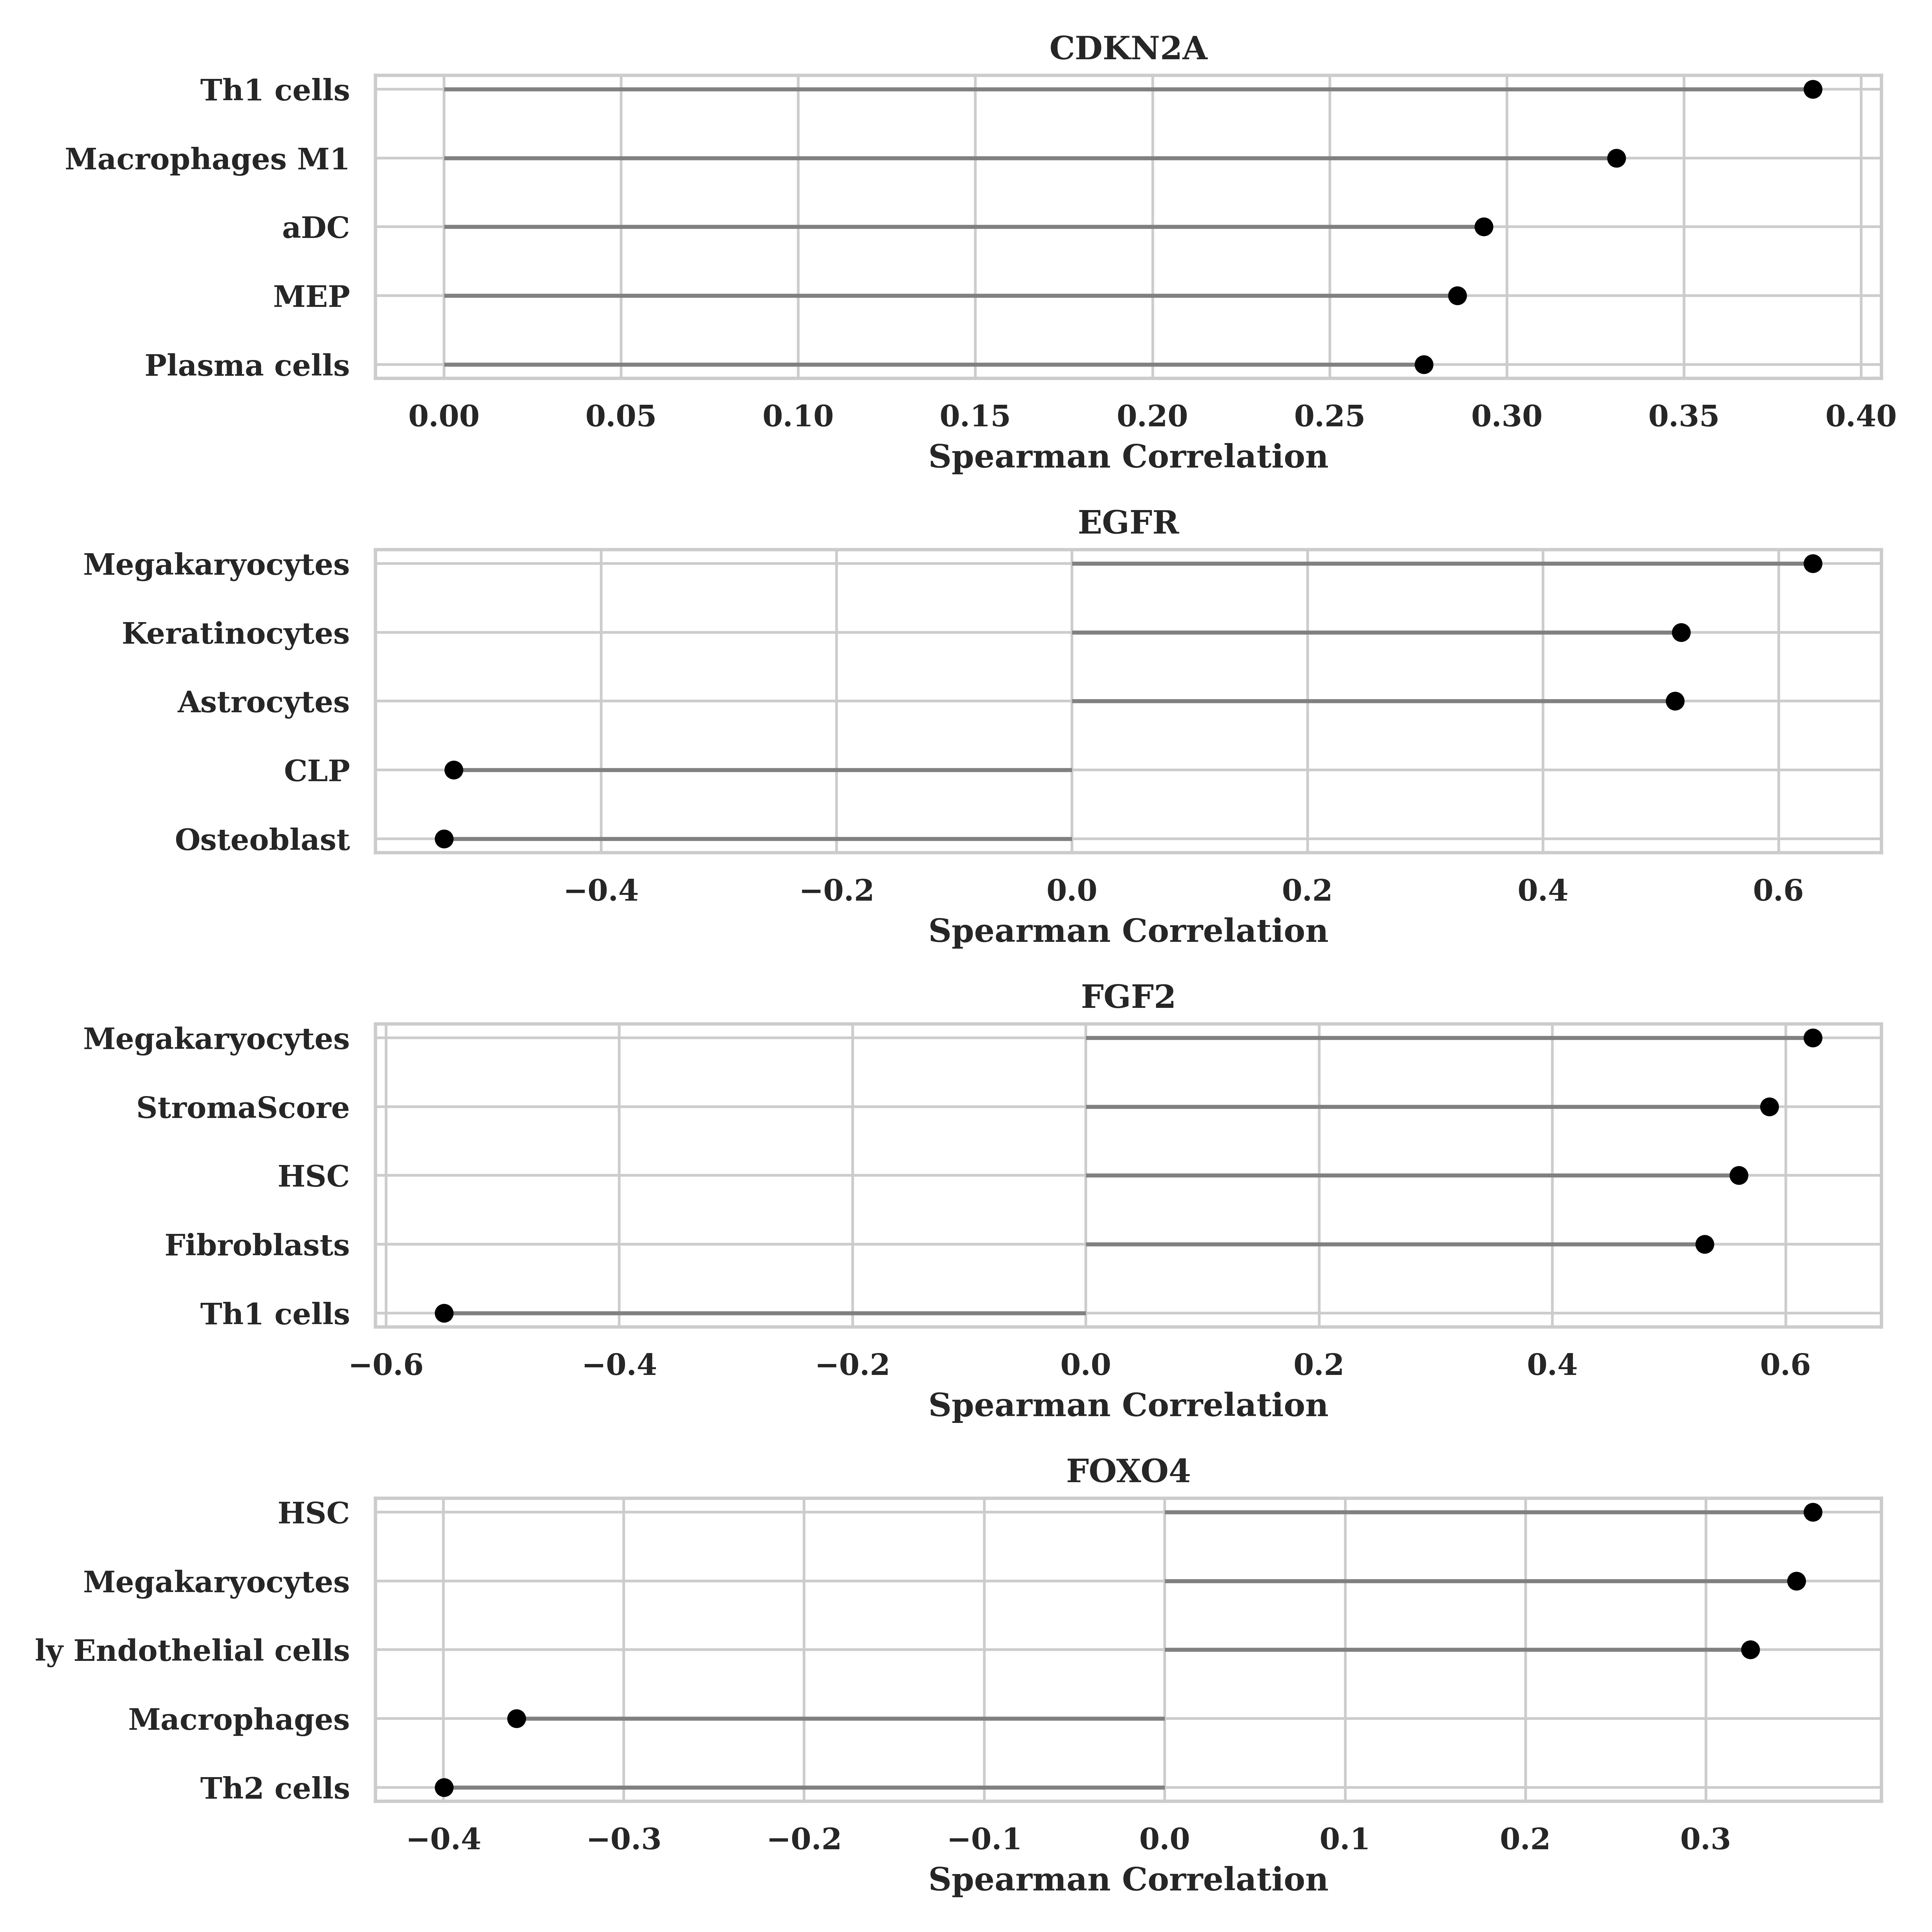 CDKN2A
Th1 cells
Macrophages M1
aDC
MEP
Plasma cells
0.00 0.05 0.10 0.15 0.20 0.25 0.30 0.35 0.40
Spearman Correlation
EGFR
Megakaryocytes
Keratinocytes
Astrocytes
CLP
Osteoblast
−0.4 −0.2 0.0 0.2 0.4 0.6
Spearman Correlation
FGF2
Megakaryocytes
StromaScore
HSC
Fibroblasts
Th1 cells
−0.6 −0.4 −0.2 0.0 0.2 0.4 0.6
Spearman Correlation
FOXO4
HSC
Megakaryocytes
ly Endothelial cells
Macrophages
Th2 cells
−0.4 −0.3 −0.2 −0.1 0.0 0.1 0.2 0.3
Spearman Correlation